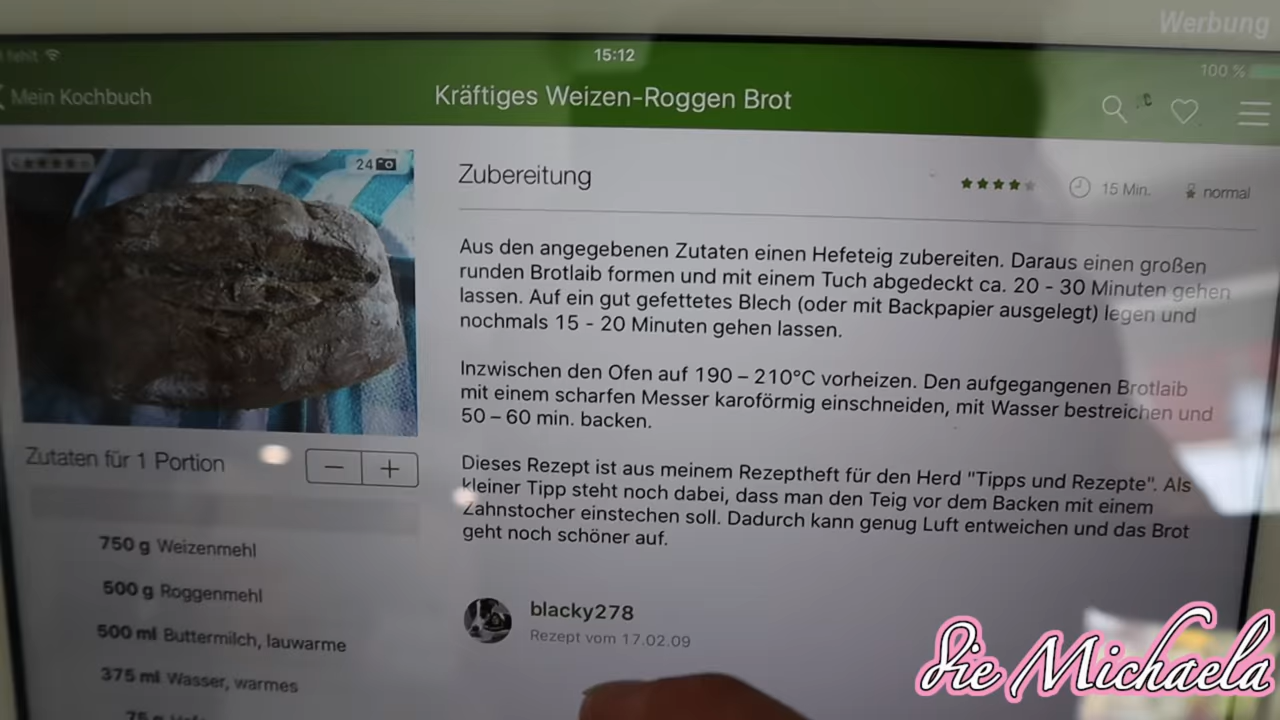 Werbung
fehlt
15:12
100 %
Mein Kochbuch
Kräftiges Weizen-Roggen Brot
24
Zubereitung
15 Min.
normal
Aus den angegebenen Zutaten einen Hefeteig zubereiten. Daraus einen großen
runden Brotlaib formen und mit einem Tuch abgedeckt ca. 20 - 30 Minuten gehen
lassen. Auf ein gut gefettetes Blech (oder mit Backpapier ausgelegt) legen und
nochmals 15 - 20 Minuten gehen lassen.
Inzwischen den Ofen auf 190 – 210°C vorheizen. Den aufgegangenen Brotlaib
mit einem scharfen Messer karoförmig einschneiden, mit Wasser bestreichen und
50 – 60 min. backen.
Dieses Rezept ist aus meinem Rezeptheft für den Herd "Tipps und Rezepte". Als
kleiner Tipp steht noch dabei, dass man den Teig vor dem Backen mit einem
Zahnstocher einstechen soll. Dadurch kann genug Luft entweichen und das Brot
geht noch schöner auf.
blacky278
Rezept vom 17.02.09
Zutaten für 1 Portion
750 g Weizenmehl
500 g Roggenmehl
500 ml Buttermilch, lauwarme
375 ml Wasser, warmes
75 g
Die Michaela